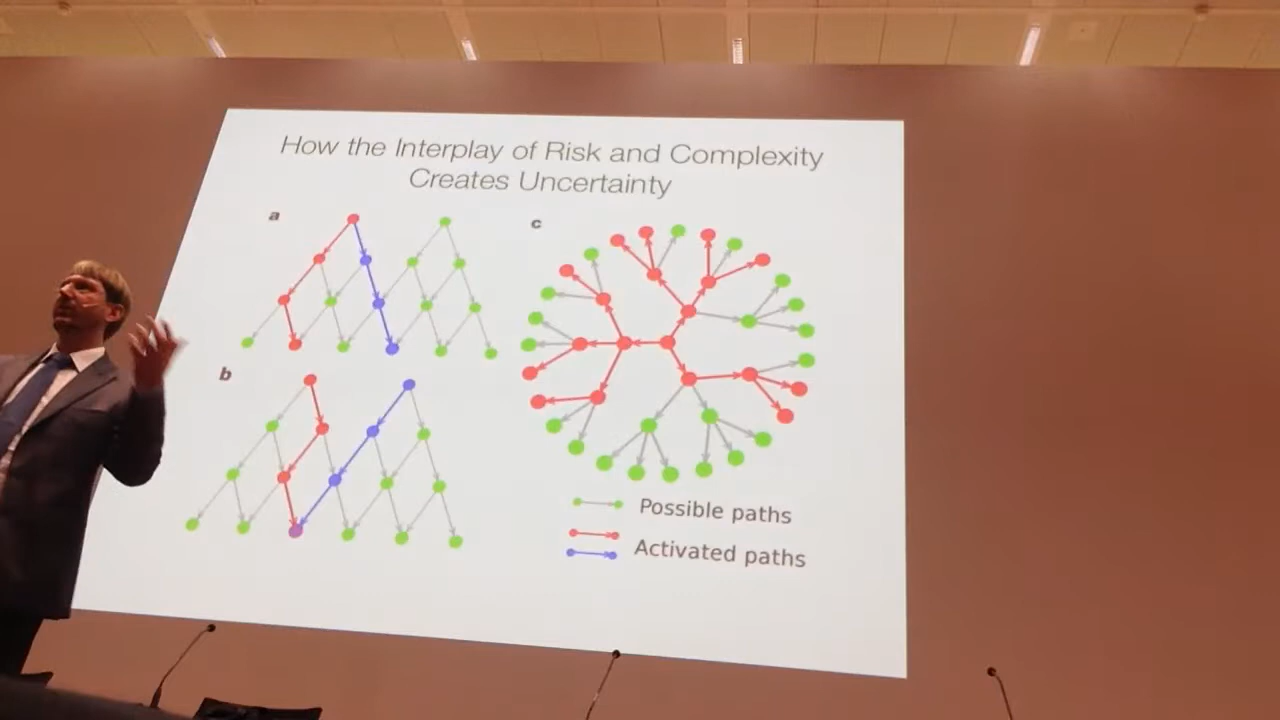 How the Interplay of Risk and Complexity
Creates Uncertainty
a
c
b
Possible paths
Activated paths